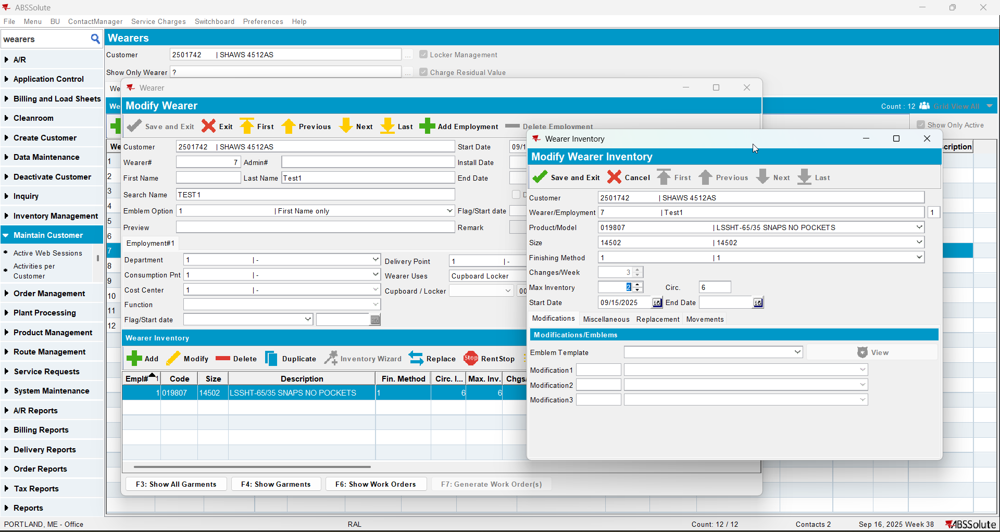 ABSSolute
File Menu BU ContactManager Service Charges Switchboard Preferences Help
wearers
Wearers
Customer 2501742 | SHAWS 4512AS ... Locker Management
Show Only Wearer ? ... Charge Residual Value
A/R
Application Control
Billing and Load Sheets
Cleanroom
Create Customer
Data Maintenance
Deactivate Customer
Inquiry
Inventory Management
Maintain Customer
Active Web Sessions
Activities per
Customer
Order Management
Plant Processing
Product Management
Route Management
Service Requests
System Maintenance
A/R Reports
Billing Reports
Delivery Reports
Order Reports
Tax Reports
Reports
We
We
Count : 12 Grid View All
Show Only Active
We
cription
1
2
3
4
5
6
7
8
9
10
11
12
Wearer
Modify Wearer
Save and Exit Exit First Previous Next Last Add Employment Delete Employment
Customer 2501742 | SHAWS 4512AS Start Date 09/1
Wearer# 7 Admin# Install Date
First Name Last Name Test1 End Date
Search Name TEST1 D
Emblem Option 1 | First Name only Flag/Start date
Preview Remark
Employment#1
Department 1 | - Delivery Point 1 | -
Consumption Pnt 1 | - Wearer Uses Cupboard Locker
Cost Center 1 | - Cupboard / Locker 00
Function
Flag/Start date 16
Wearer Inventory
Add Modify Delete Duplicate Inventory Wizard Replace Stop RentStop
Empl# 1 Code Size Description Fin. Method Circ. I... Max. Inv. Chgs/
1 019807 14502 LSSHT-65/35 SNAPS NO POCKETS 1 6 6
F3: Show All Garments F4: Show Garments F6: Show Work Orders F7: Generate Work Order(s)
Wearer Inventory
Modify Wearer Inventory
Save and Exit Cancel First Previous Next Last
Customer 2501742 | SHAWS 4512AS
Wearer/Employment 7 | Test1 1
Product/Model 019807 | LSSHT-65/35 SNAPS NO POCKETS
Size 14502 | 14502
Finishing Method 1 | 1
Changes/Week 3
Max Inventory 2 Circ. 6
Start Date 09/15/2025 16 End Date 16
Modifications Miscellaneous Replacement Movements
Modifications/Emblems
Emblem Template View
Modification1
Modification2
Modification3
PORTLAND, ME - Office RAL Count: 12 / 12 Contacts 2 Sep 16, 2025 Week 38 ABSSolute